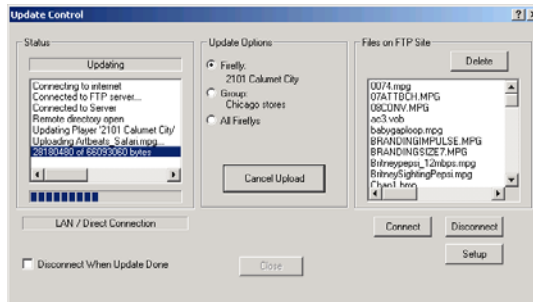 Update Control
Status
Updating
Connecting to internet
Connected to FTP server...
Connected to Server
Remote directory open
Updating Player '2101 Calumet City/
Uploading Artbeats_Safari.mpg...
28180480 of 66093060 bytes
LAN / Direct Connection
Disconnect When Update Done
Update Options
Firefly:
2101 Calumet City
Group:
Chicago stores
All Fireflys
Cancel Upload
Close
Files on FTP Site
Delete
0074.mpg
07ATTBCH.MPG
08CONV.MPG
ac3.vob
babygaploop.mpg
BRANDINGIMPULSE.MPG
BRANDINGSIZE7.MPG
Britneypepsi_12mbps.mpg
BritneySightingPepsi.mpg
Chan1.bmp
Connect
Disconnect
Setup